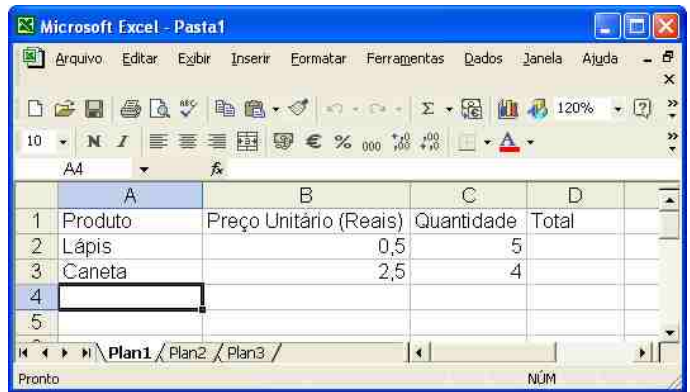 Microsoft Excel - Pasta1
Arquivo Editar Exibir Inserir Formatar Ferramentas Dados Janela Ajuda
120%
10 N I € % 000
A4 fx
A B C D
1 Produto Preço Unitário (Reais) Quantidade Total
2 Lápis 0,5 5
3 Caneta 2,5 4
4
5
Plan1 Plan2 Plan3
Pronto NÚM